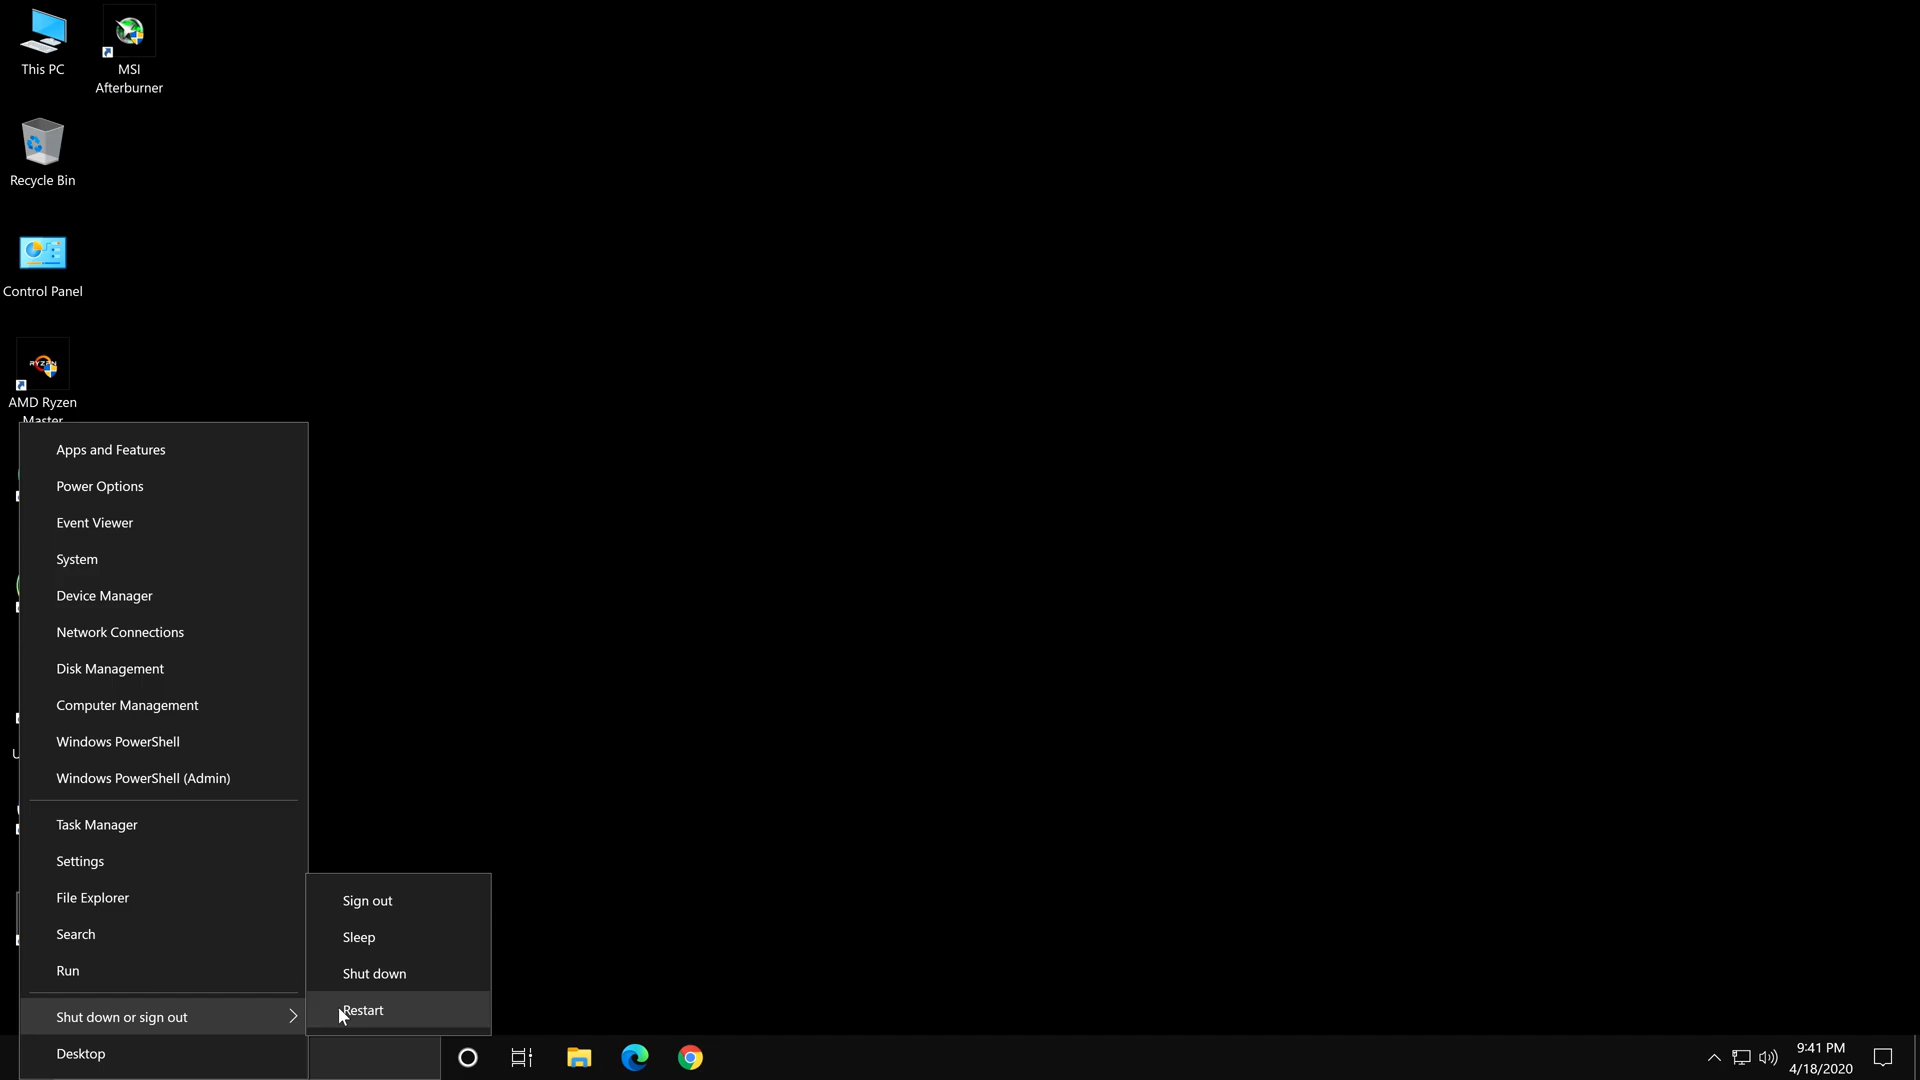 This PC
MSI
Afterburner
Recycle Bin
Control Panel
RYZEN
AMD Ryzen
Master
Apps and Features
Power Options
Event Viewer
System
Device Manager
Network Connections
Disk Management
Computer Management
Windows PowerShell
Windows PowerShell (Admin)
Task Manager
Settings
File Explorer
Search
Run
Shut down or sign out
Desktop
Sign out
Sleep
Shut down
Restart
9:41 PM
4/18/2020